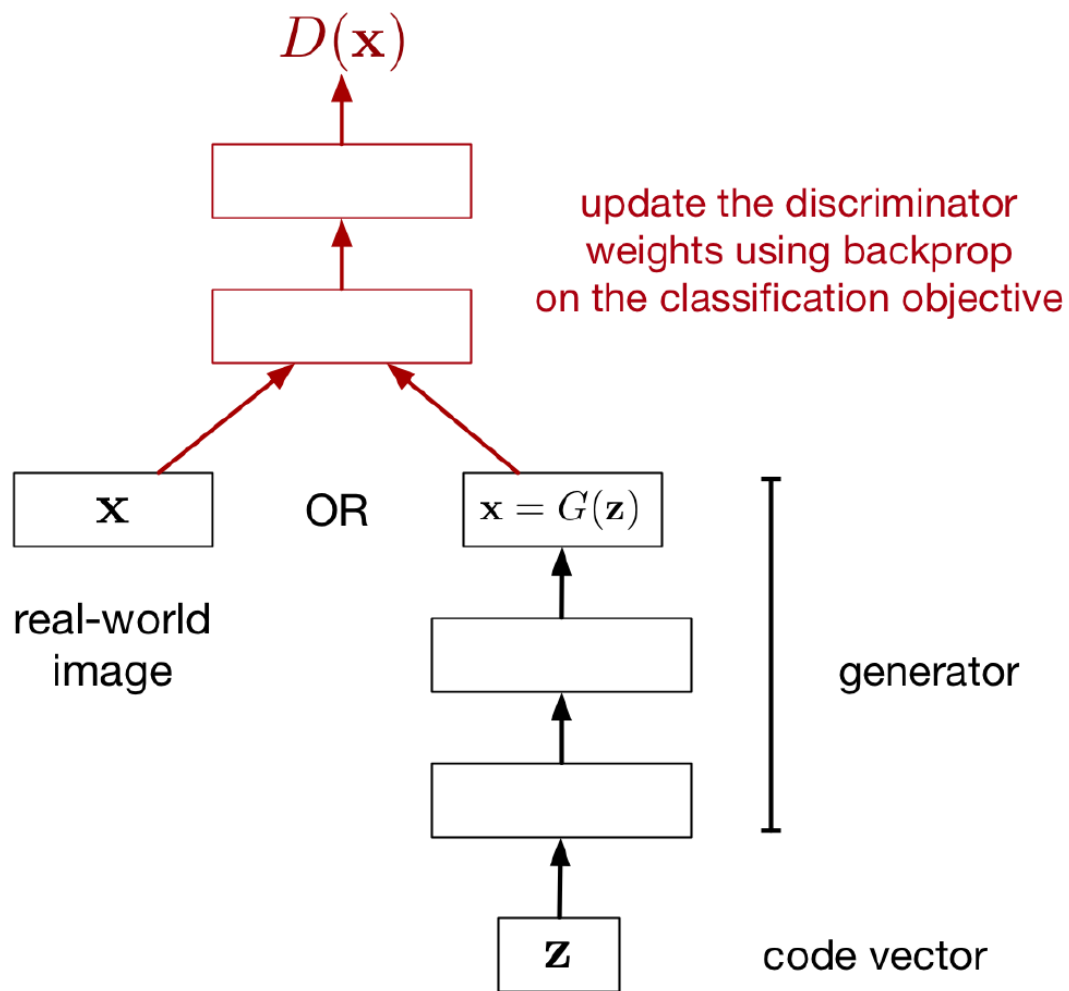 D(x)
update the discriminator
weights using backprop
on the classification objective
x
OR
x = G(z)
real-world
image
generator
z
code vector